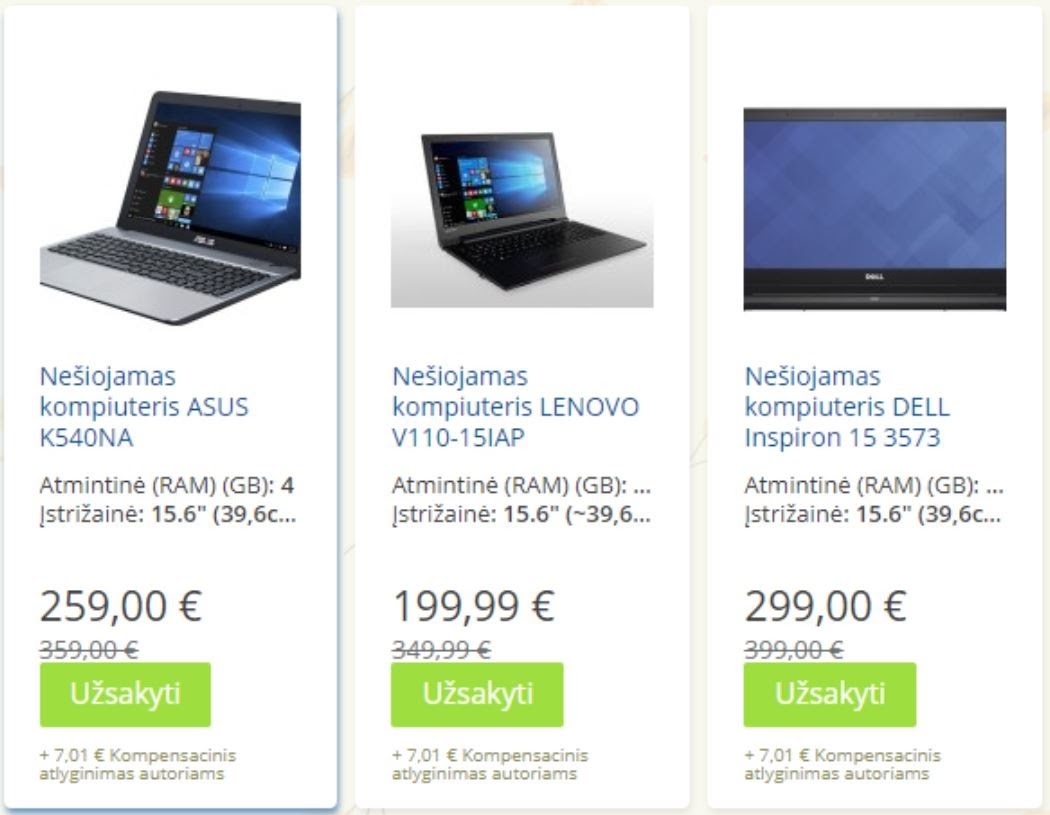 ASUS
DELL
Nešiojamas
kompiuteris ASUS
K540NA
Atmintinė (RAM) (GB): 4
Įstrižainė: 15.6" (39,6c...
259,00 €
359,00 €
Užsakyti
+ 7,01 € Kompensacinis
atlyginimas autoriams
Nešiojamas
kompiuteris LENOVO
V110-15IAP
Atmintinė (RAM) (GB): ...
Įstrižainė: 15.6" (~39,6...
199,99 €
349,99 €
Užsakyti
+ 7,01 € Kompensacinis
atlyginimas autoriams
Nešiojamas
kompiuteris DELL
Inspiron 15 3573
Atmintinė (RAM) (GB): ...
Įstrižainė: 15.6" (39,6c...
299,00 €
399,00 €
Užsakyti
+ 7,01 € Kompensacinis
atlyginimas autoriams